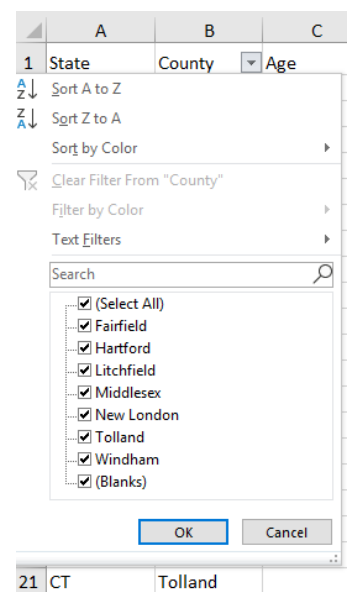 A B C
1 State County Age
Sort A to Z
Sort Z to A
Sort by Color
Clear Filter From "County"
Filter by Color
Text Filters
Search
(Select All)
Fairfield
Hartford
Litchfield
Middlesex
New London
Tolland
Windham
(Blanks)
OK Cancel
21 CT Tolland